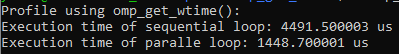 Profile using omp_get_wtime():
Execution time of sequential loop: 4491.500003 us
Execution time of paralle loop: 1448.700001 us